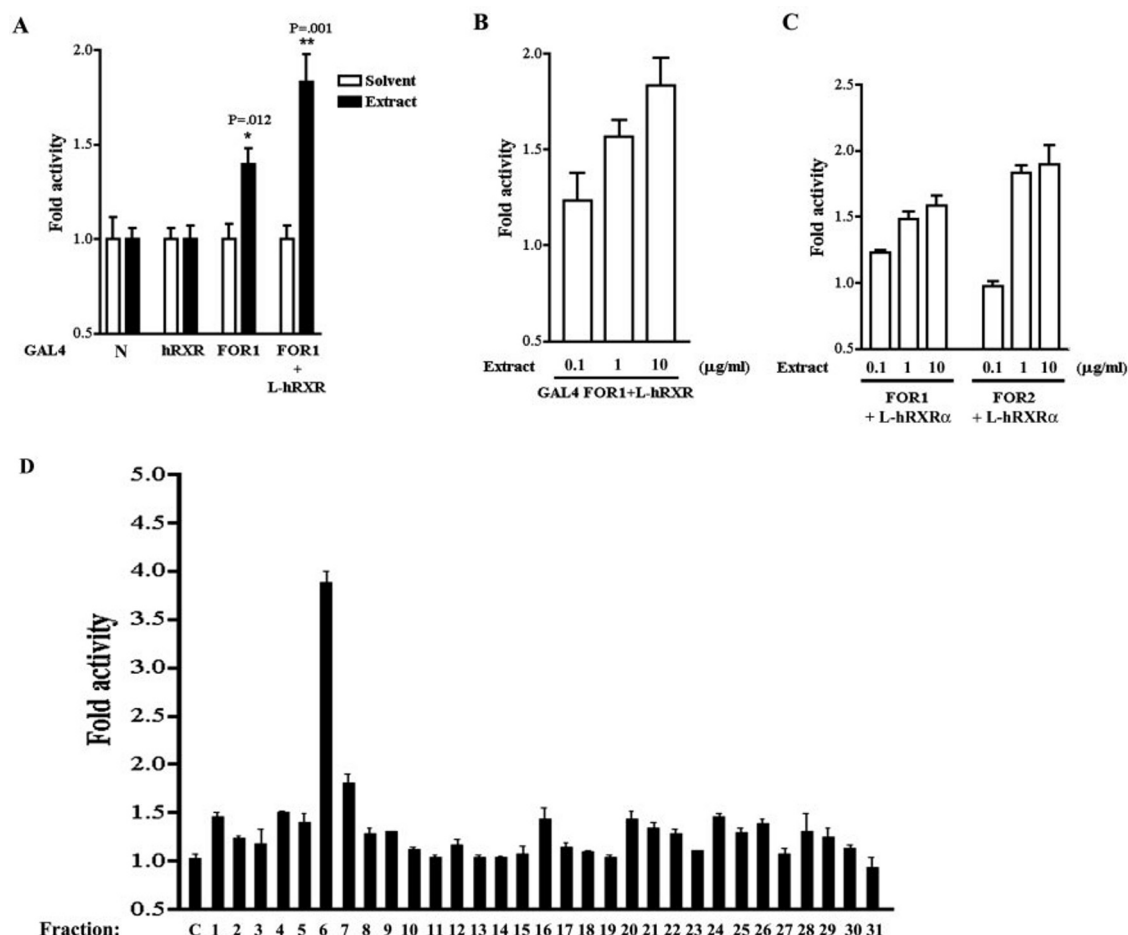 A
B
C
P=.001
**
P=.012
*
Solvent
Extract
Fold activity
2.0
1.5
1.0
0.5
GAL4 N hRXR FOR1 FOR1
+
L-hRXR
Fold activity
2.0
1.5
1.0
0.5
Extract 0.1 1 10 (μg/ml)
GAL4 FOR1+L-hRXR
Fold activity
2.5
2.0
1.5
1.0
0.5
Extract 0.1 1 10 0.1 1 10 (μg/ml)
FOR1 FOR2
+ L-hRXRα + L-hRXRα
D
Fold activity
5.0
4.5
4.0
3.5
3.0
2.5
2.0
1.5
1.0
0.5
Fraction: C 1 2 3 4 5 6 7 8 9 10 11 12 13 14 15 16 17 18 19 20 21 22 23 24 25 26 27 28 29 30 31